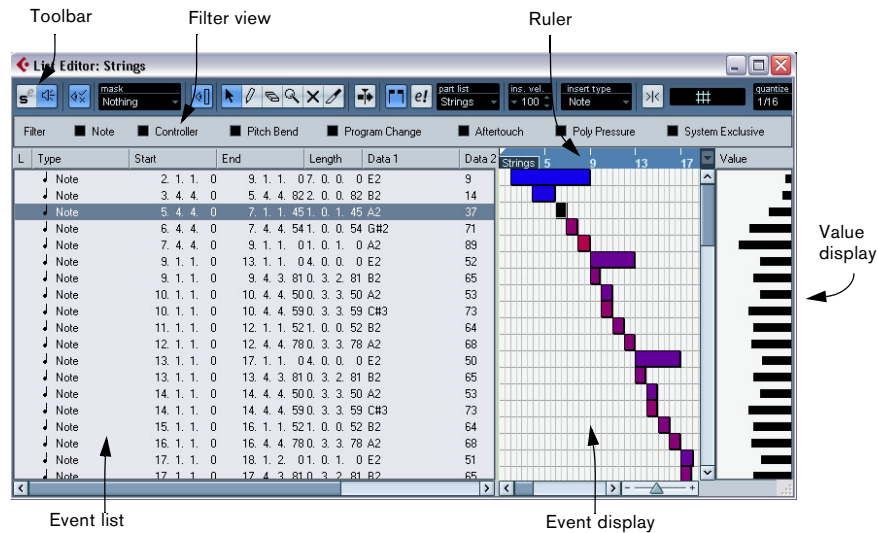 Toolbar Filter view Ruler
List Editor: Strings
mask part list ins. vel. insert type quantize
Nothing Strings 100 Note 1/16
Filter Note Controller Pitch Bend Program Change Aftertouch Poly Pressure System Exclusive
L Type Start End Length Data 1 Data 2 Strings 5 9 13 17 Value
Note 2. 1. 1. 0 9. 1. 1. 0 7. 0. 0. 0 E2 9
Note 3. 4. 4. 0 5. 4. 4. 82 2. 0. 0. 82 B2 14
Note 5. 4. 4. 0 7. 1. 1. 45 1. 0. 1. 45 A2 37
Note 6. 4. 4. 0 7. 4. 4. 54 1. 0. 0. 54 G#2 71
Note 7. 4. 4. 0 9. 1. 1. 0 1. 0. 1. 0 A2 89
Note 9. 1. 1. 0 13. 1. 1. 0 4. 0. 0. 0 E2 52
Note 9. 1. 1. 0 9. 4. 3. 81 0. 3. 2. 81 B2 65
Note 10. 1. 1. 0 10. 4. 4. 50 0. 3. 3. 50 A2 53
Note 10. 1. 1. 0 10. 4. 4. 59 0. 3. 3. 59 C#3 73
Note 11. 1. 1. 0 12. 1. 1. 52 1. 0. 0. 52 B2 64
Note 12. 1. 1. 0 12. 4. 4. 78 0. 3. 3. 78 A2 68
Note 13. 1. 1. 0 17. 1. 1. 0 4. 0. 0. 0 E2 50
Note 13. 1. 1. 0 13. 4. 3. 81 0. 3. 2. 81 B2 65
Note 14. 1. 1. 0 14. 4. 4. 50 0. 3. 3. 50 A2 53
Note 14. 1. 1. 0 14. 4. 4. 59 0. 3. 3. 59 C#3 73
Note 15. 1. 1. 0 16. 1. 1. 52 1. 0. 0. 52 B2 64
Note 16. 1. 1. 0 16. 4. 4. 78 0. 3. 3. 78 A2 68
Note 17. 1. 1. 0 18. 1. 2. 0 1. 0. 1. 0 E2 51
Note 17. 1. 1. 0 17. 4. 3. 81 0. 3. 2. 81 B2 65
Value
display
Event list Event display